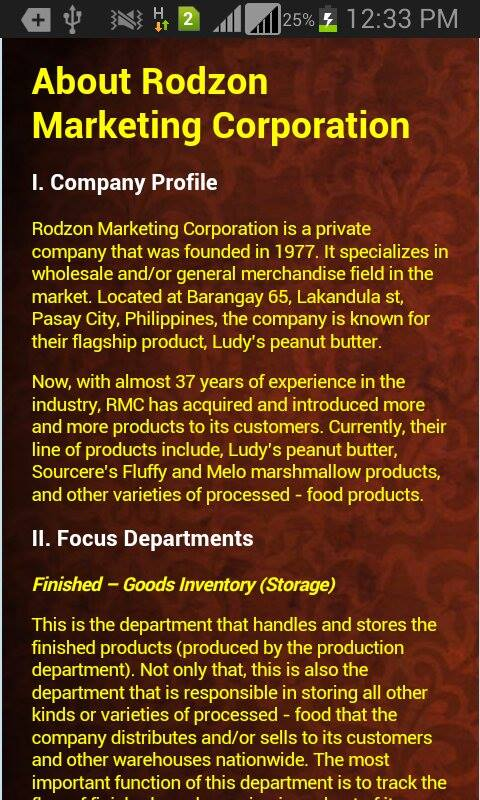 H 2 25% 12:33 PM
About Rodzon
Marketing Corporation
I. Company Profile
Rodzon Marketing Corporation is a private
company that was founded in 1977. It specializes in
wholesale and/or general merchandise field in the
market. Located at Barangay 65, Lakandula st,
Pasay City, Philippines, the company is known for
their flagship product, Ludy's peanut butter.
Now, with almost 37 years of experience in the
industry, RMC has acquired and introduced more
and more products to its customers. Currently, their
line of products include, Ludy's peanut butter,
Sourcere's Fluffy and Melo marshmallow products,
and other varieties of processed - food products.
II. Focus Departments
Finished – Goods Inventory (Storage)
This is the department that handles and stores the
finished products (produced by the production
department). Not only that, this is also the
department that is responsible in storing all other
kinds or varieties of processed - food that the
company distributes and/or sells to its customers
and other warehouses nationwide. The most
important function of this department is to track the